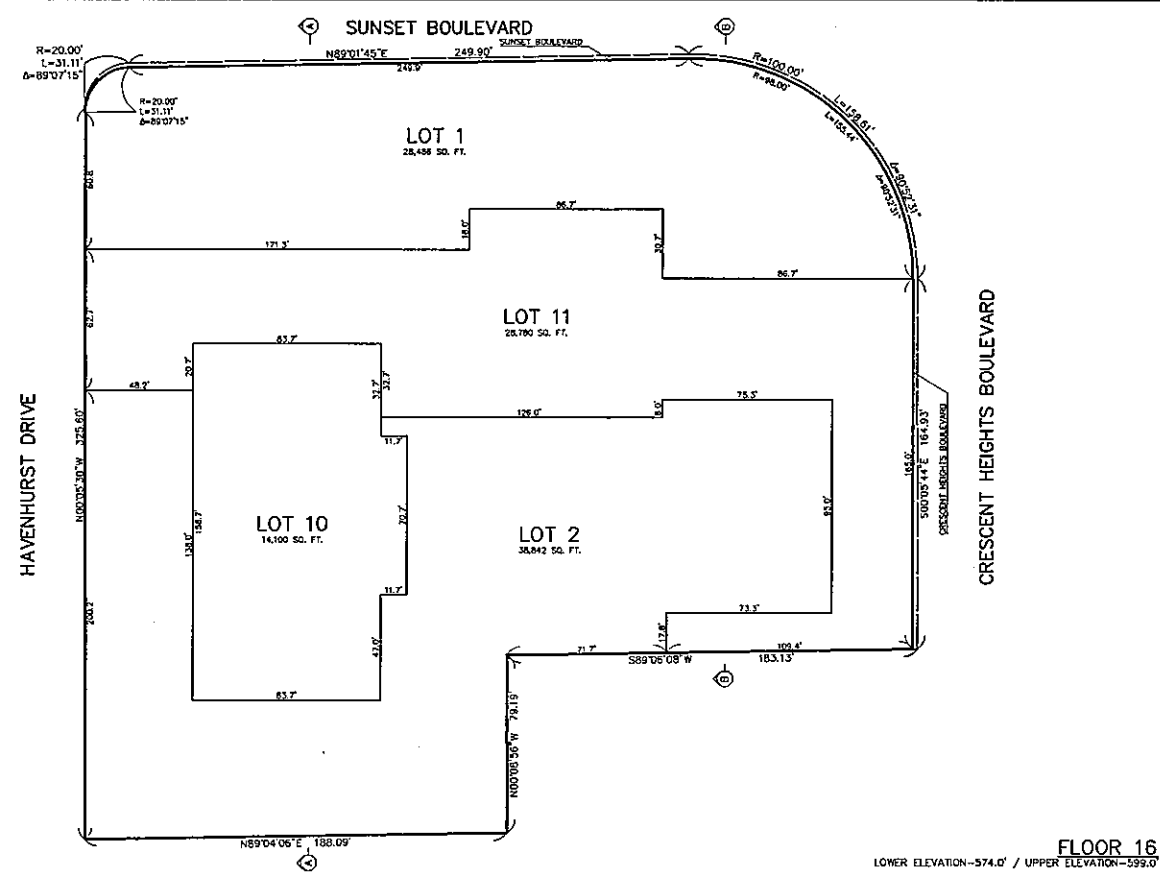 A
SUNSET BOULEVARD
B
SUNSET BOULEVARD
R=20.00'
L=31.11'
Δ=89°07'15"
N89°01'45"E 249.90'
249.9'
R=100.00'
R=98.00'
R=20.00'
L=31.11'
Δ=89°07'15"
L=158.61'
L=155.44'
LOT 1
28,486 SQ. FT.
Δ=90°52'31"
Δ=90°52'31"
60.8'
86.7'
18.0'
30.7'
171.3'
86.7'
62.7'
LOT 11
28,780 SQ. FT.
CRESCENT HEIGHTS BOULEVARD
83.7'
20.7'
32.7'
32.7'
48.2'
75.3'
126.0'
11.7'
HAVENHURST DRIVE
N00°05'30"W 325.60'
165.0'
S00°05'44"E 164.93'
CRESCENT HEIGHTS BOULEVARD
95.0'
LOT 10
14,100 SQ. FT.
138.0'
158.7'
70.7'
LOT 2
38,842 SQ. FT.
11.7'
200.2'
47.0'
73.3'
17.8'
71.7'
109.4'
S89°06'08"W 183.13'
B
83.7'
N00°06'56"W 79.19'
N89°04'06"E 188.09'
A
FLOOR 16
LOWER ELEVATION-574.0' / UPPER ELEVATION-599.0'